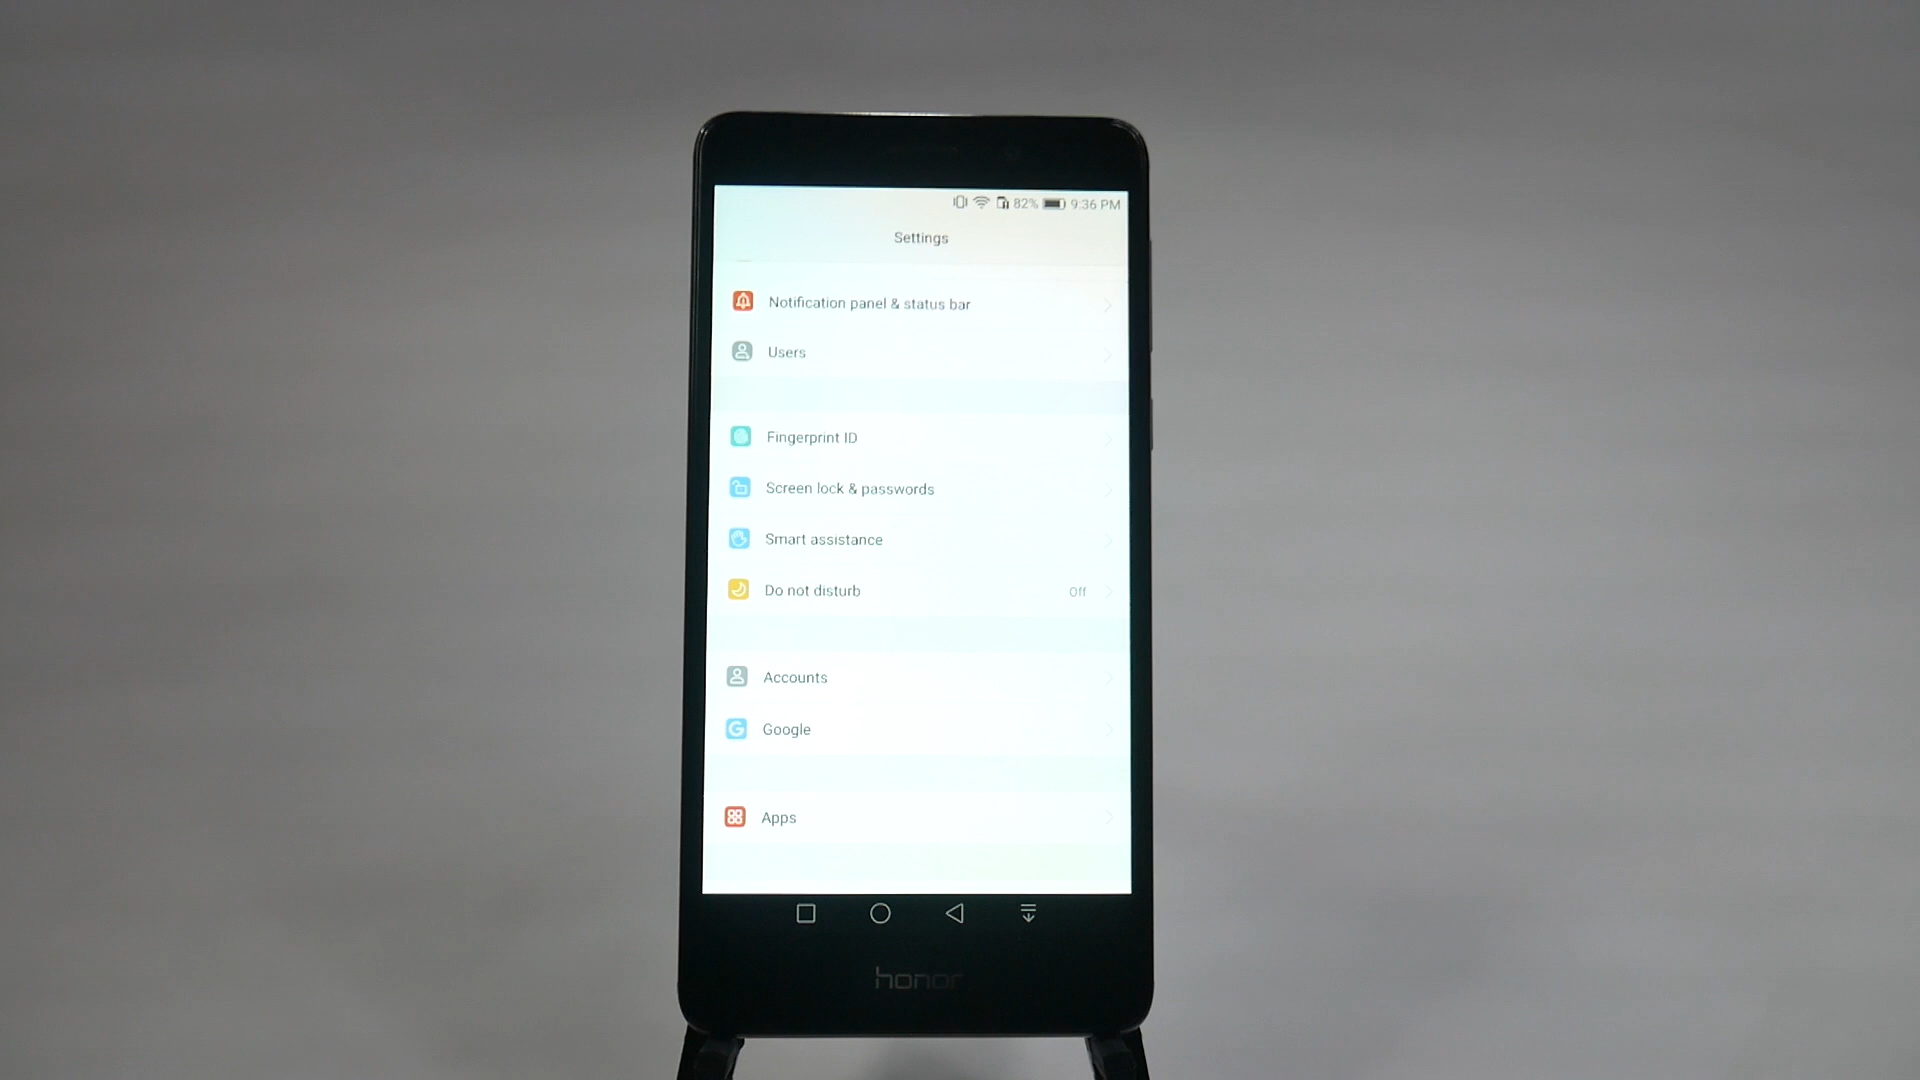 82% 9:36 PM
Settings
Notification panel & status bar
Users
Fingerprint ID
Screen lock & passwords
Smart assistance
Do not disturb Off
Accounts
Google
Apps
honor